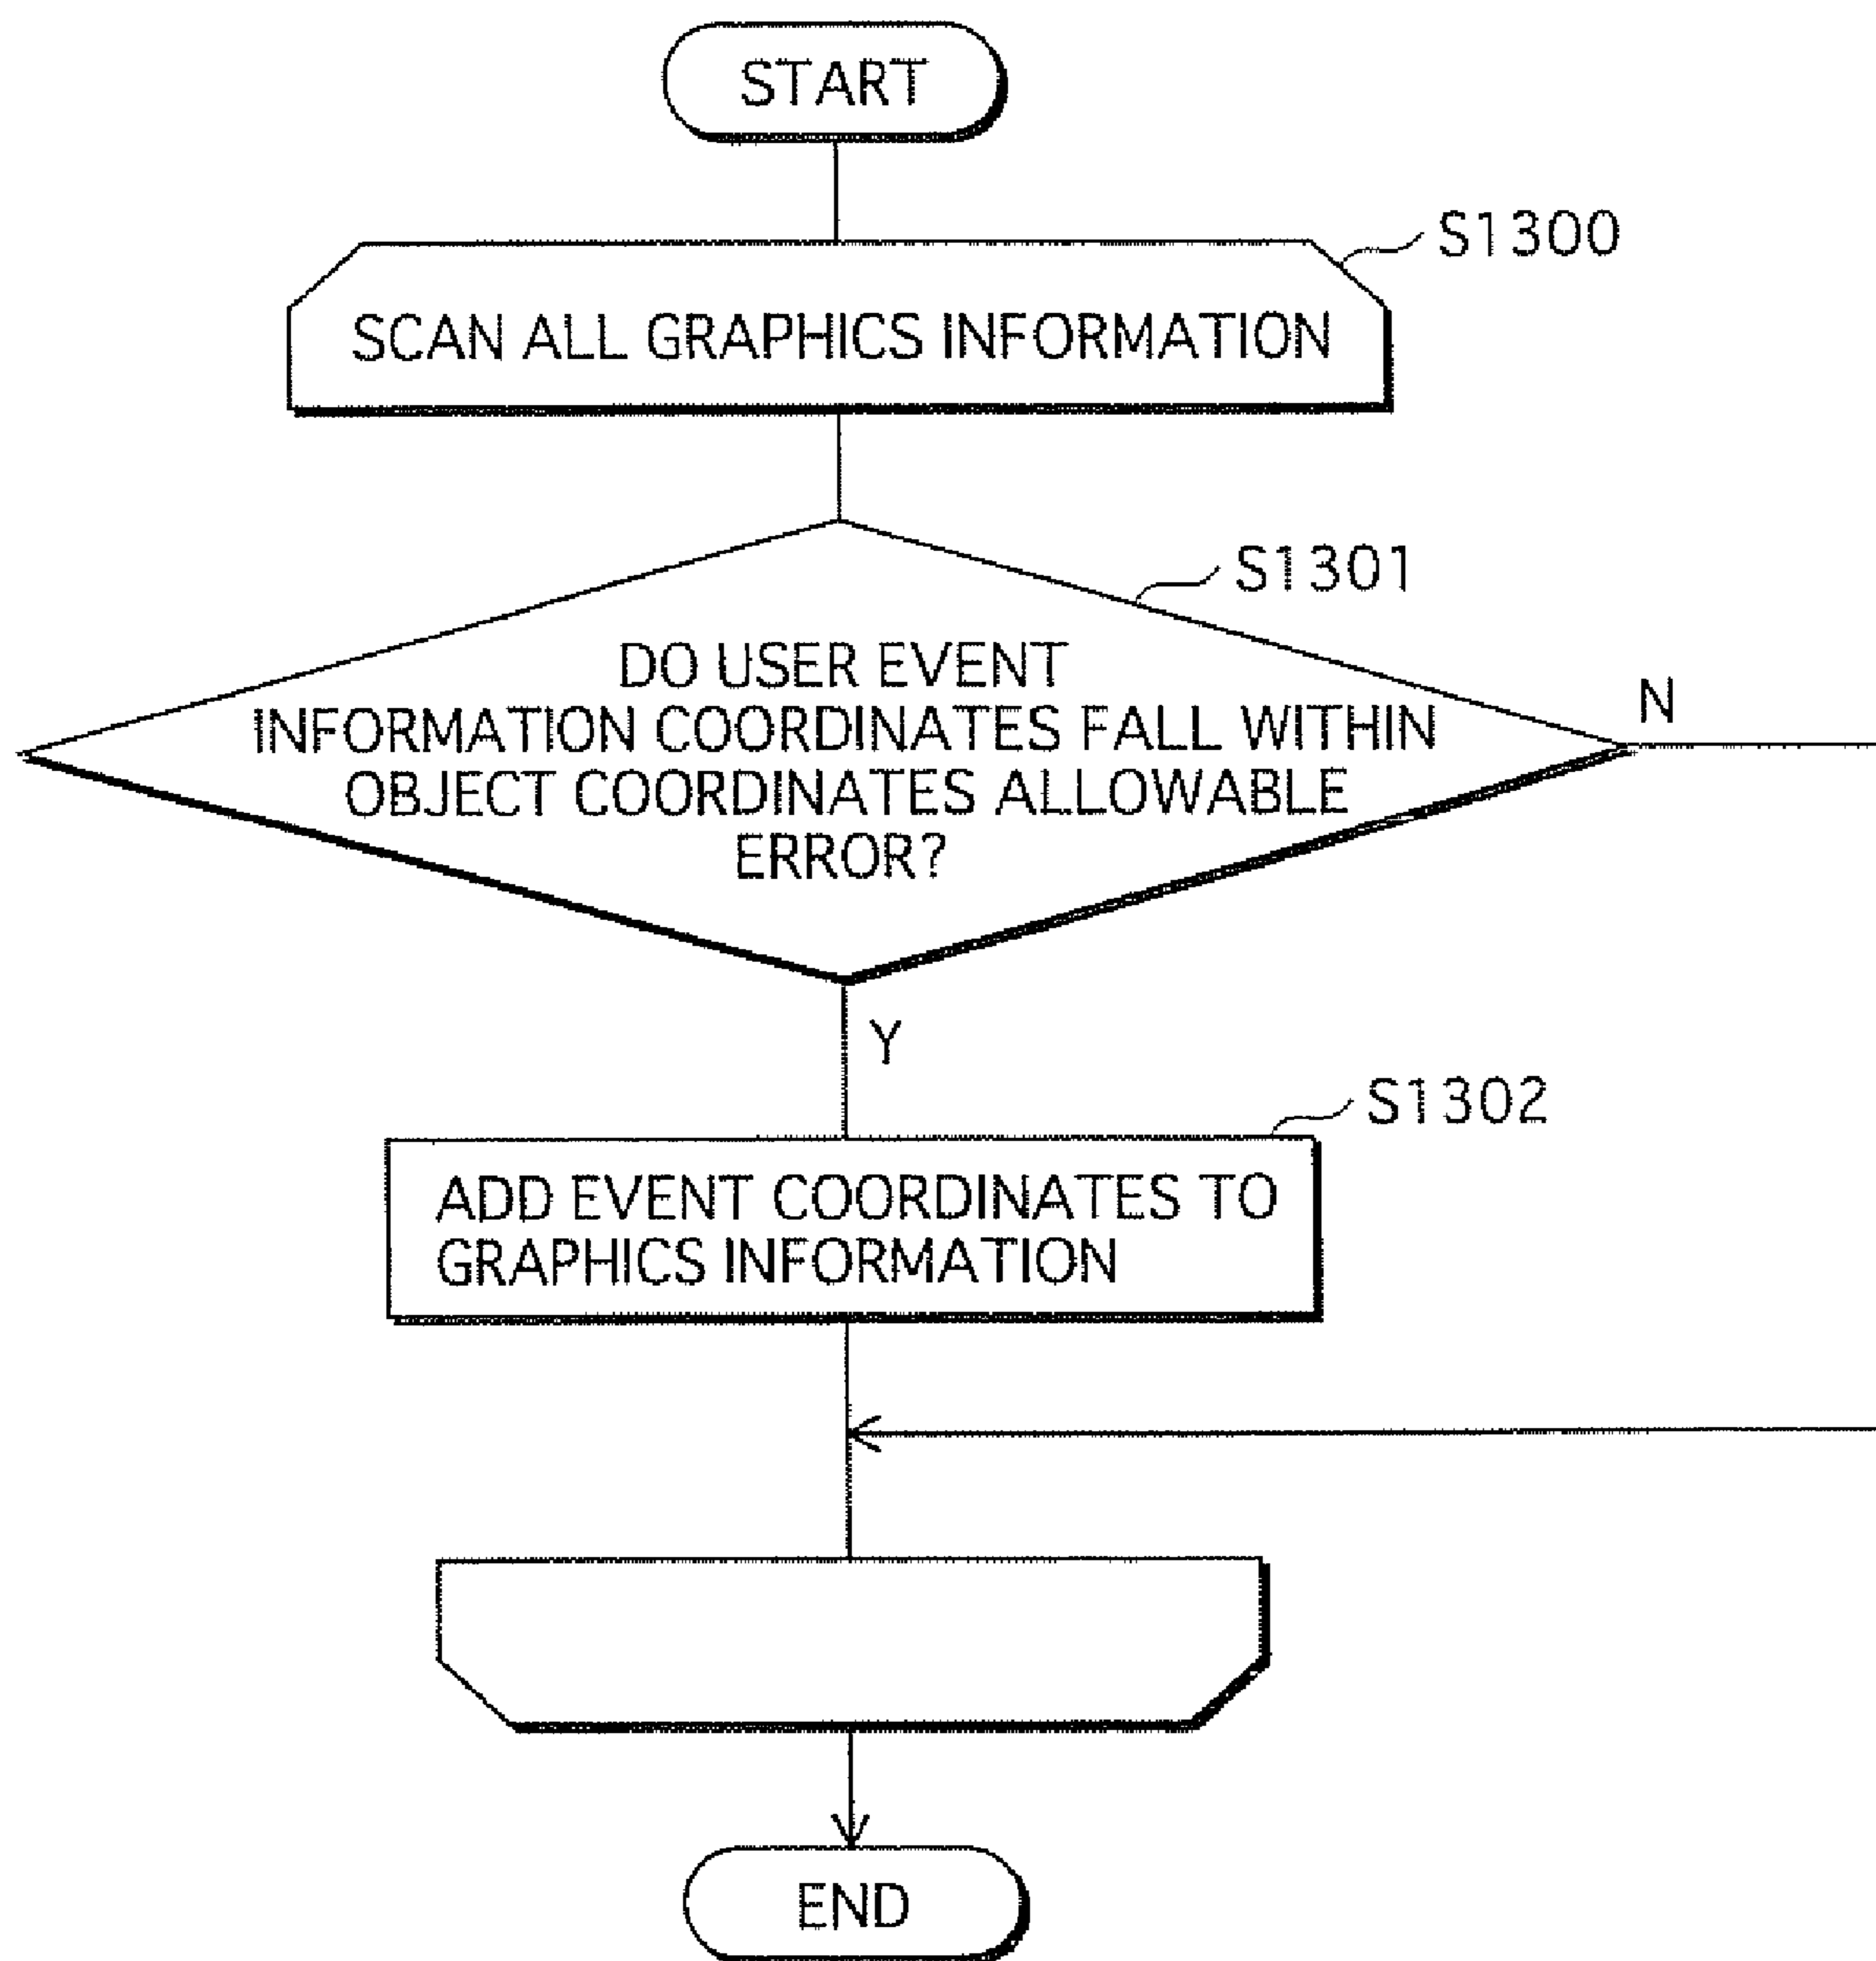 START
S1300
SCAN ALL GRAPHICS INFORMATION
S1301
DO USER EVENT
INFORMATION COORDINATES FALL WITHIN
OBJECT COORDINATES ALLOWABLE
ERROR?
N
Y
S1302
ADD EVENT COORDINATES TO
GRAPHICS INFORMATION
END